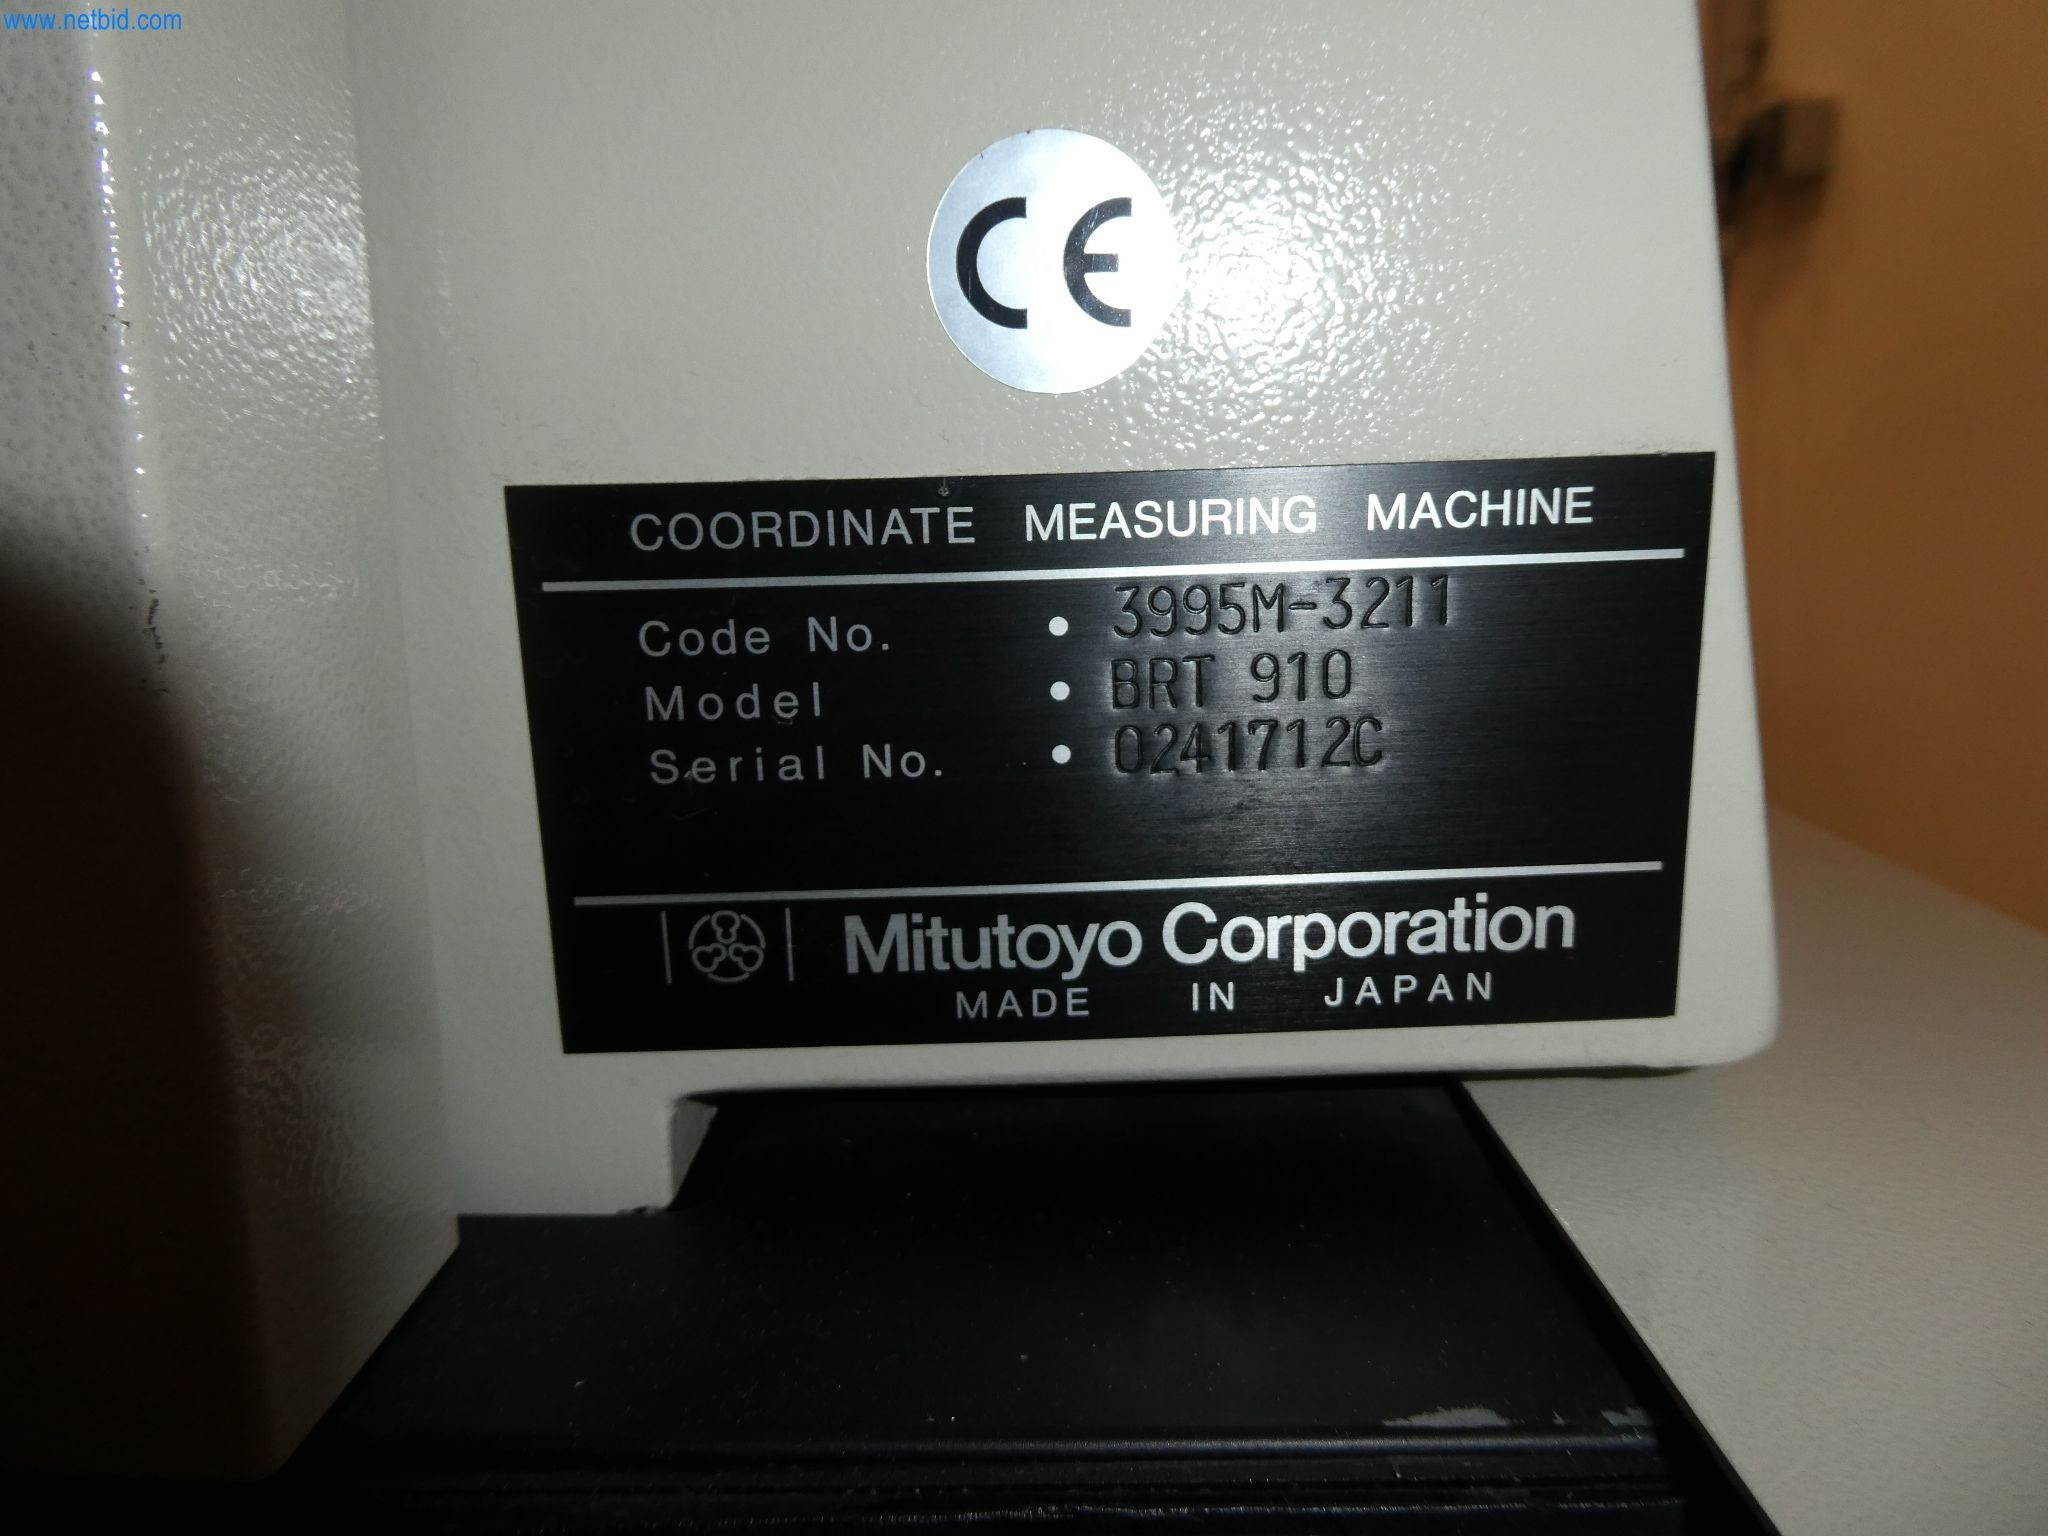 www.netbid.com
CE
COORDINATE MEASURING MACHINE
Code No. • 3995M-3211
Model • BRT 910
Serial No. • 0241712C
Mitutoyo Corporation
MADE IN JAPAN